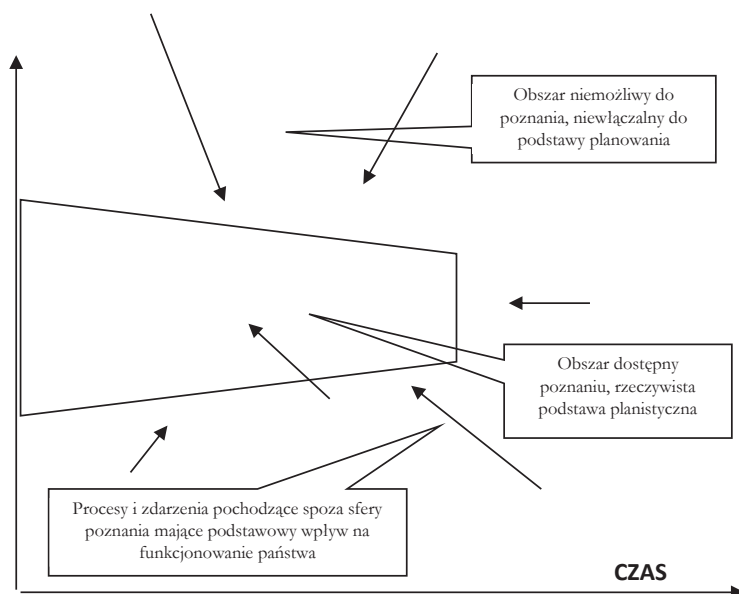 Obszar niemożliwy do
poznania, niewłączalny do
podstawy planowania
Obszar dostępny
poznaniu, rzeczywista
podstawa planistyczna
Procesy i zdarzenia pochodzące spoza sfery
poznania mające podstawowy wpływ na
funkcjonowanie państwa
CZAS